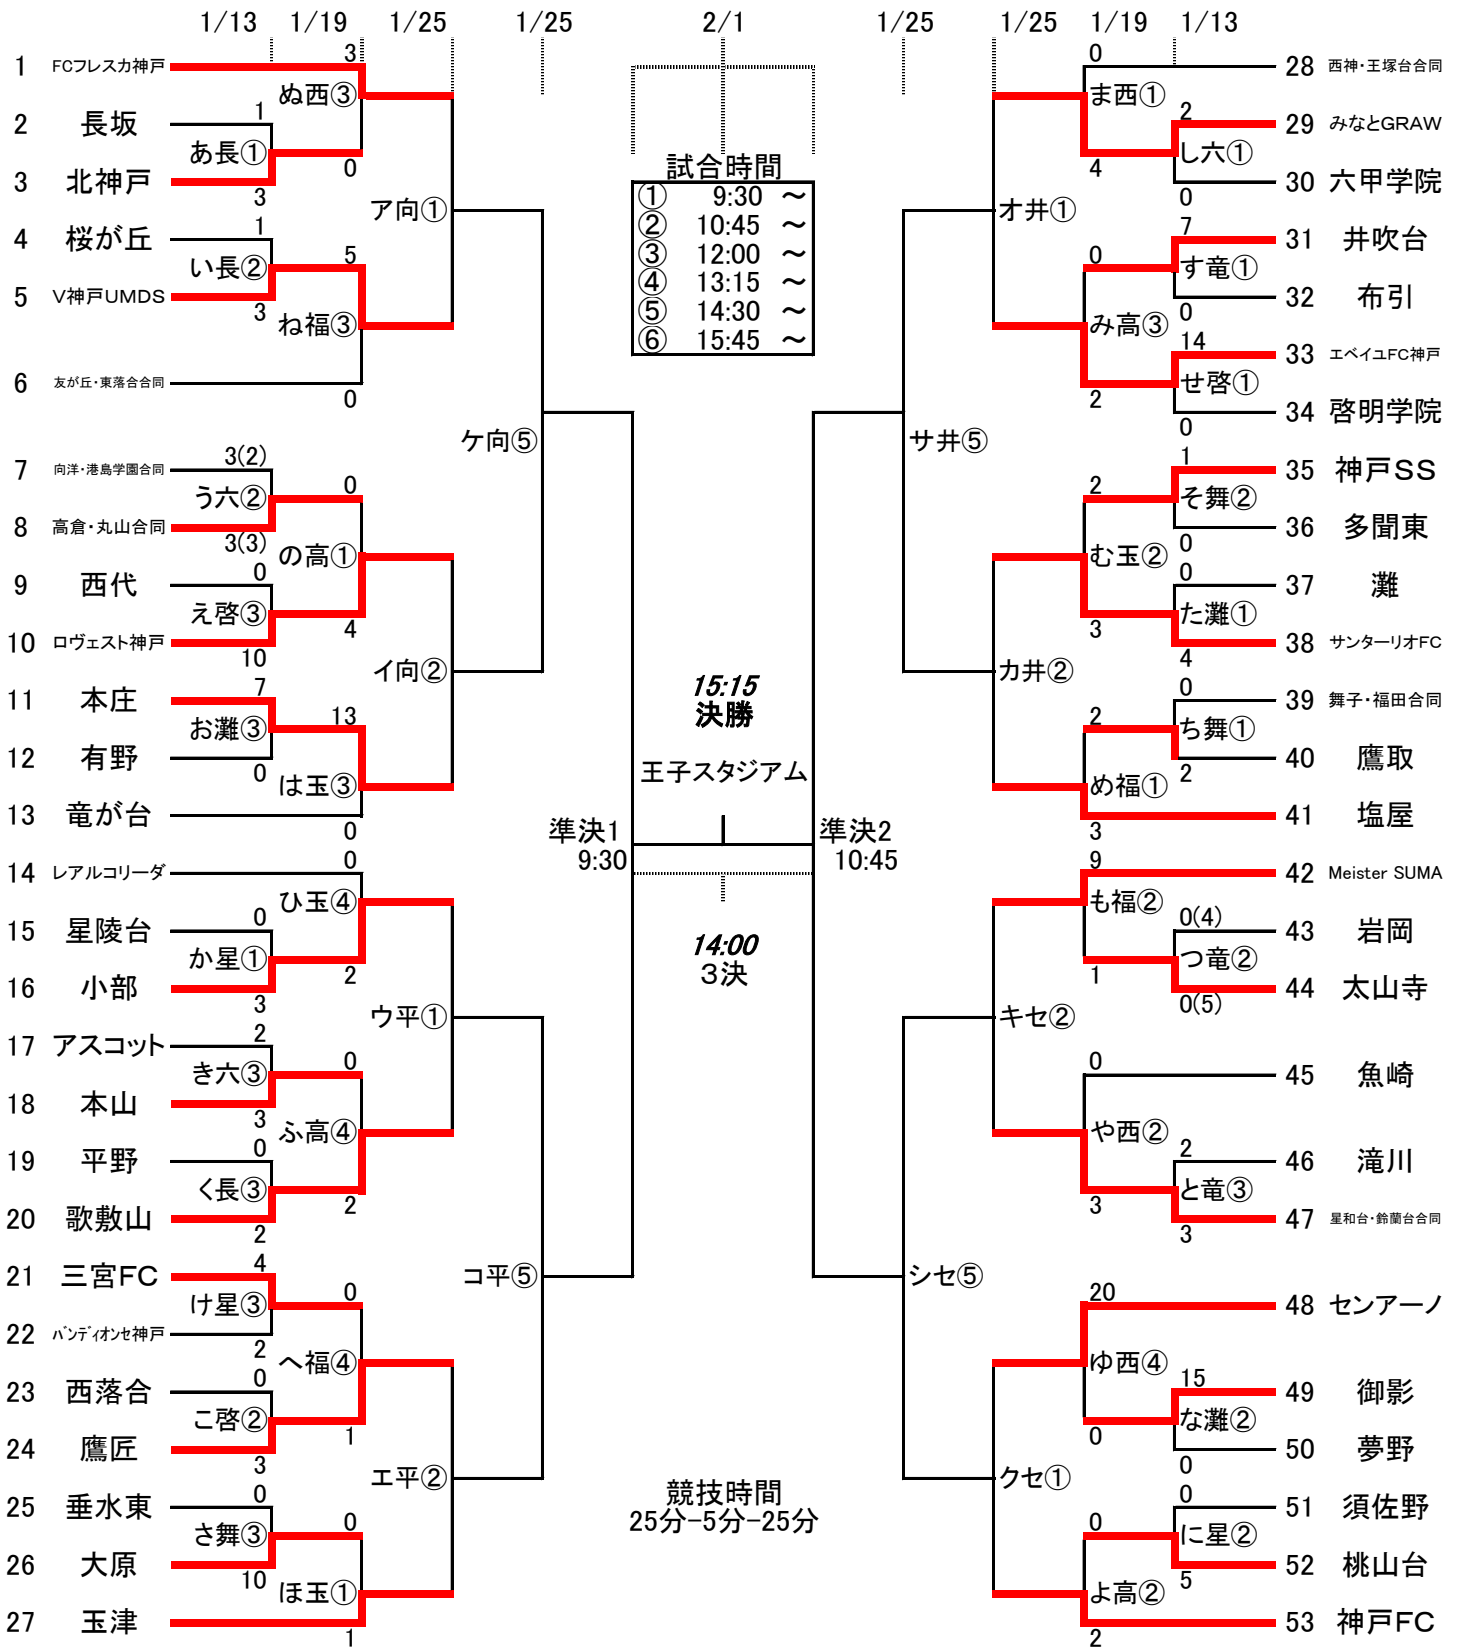 1/13 1/19 1/25 1/25 2/1 1/25 1/25 1/19 1/13
1 FCフレスカ神戸
3
ぬ西③
2 長坂
1
あ長①
0
3 北神戸
3
ア向①
4 桜が丘
1
い長②
5
5 V神戸UMDS
3
ね福③
6 友が丘・東落合合同
0
ケ向⑤
7 向洋・港島学園合同
3(2)
う六②
0
8 高倉・丸山合同
3(3)
の高①
9 西代
0
え啓③
4
10 ロヴェスト神戸
10
イ向②
11 本庄
7
お灘③
13
12 有野
0
は玉③
13 竜が台
0
14 レアルコリーダ
0
ひ玉④
15 星陵台
0
か星①
2
16 小部
3
ウ平①
17 アスコット
2
き六③
0
18 本山
3
ふ高④
19 平野
0
く長③
2
20 歌敷山
2
コ平⑤
21 三宮FC
4
け星③
0
22 バンディオンセ神戸
2
へ福④
23 西落合
0
こ啓②
1
24 鷹匠
3
エ平②
25 垂水東
0
さ舞③
0
26 大原
10
ほ玉①
27 玉津
1
試合時間
① 9:30 ～
② 10:45 ～
③ 12:00 ～
④ 13:15 ～
⑤ 14:30 ～
⑥ 15:45 ～
15:15
決勝
王子スタジアム
準決1
9:30
準決2
10:45
14:00
3決
競技時間
25分-5分-25分
0
28 西神・王塚台合同
ま西①
2
29 みなとGRAW
し六①
4
30 六甲学院
0
オ井①
7
31 井吹台
0
す竜①
32 布引
0
み高③
14
33 エベイユFC神戸
せ啓①
2
34 啓明学院
0
サ井⑤
1
35 神戸SS
2
そ舞②
36 多聞東
0
む玉②
0
37 灘
た灘①
3
38 サンターリオFC
4
カ井②
0
39 舞子・福田合同
2
ち舞①
40 鷹取
2
め福①
41 塩屋
3
9
42 Meister SUMA
も福②
0(4)
43 岩岡
つ竜②
1
44 太山寺
0(5)
キセ②
0
45 魚崎
や西②
2
46 滝川
と竜③
3
47 星和台・鈴蘭台合同
3
シセ⑤
20
48 センアーノ
ゆ西④
15
49 御影
な灘②
0
50 夢野
0
クセ①
0
51 須佐野
0
に星②
52 桃山台
5
よ高②
53 神戸FC
2